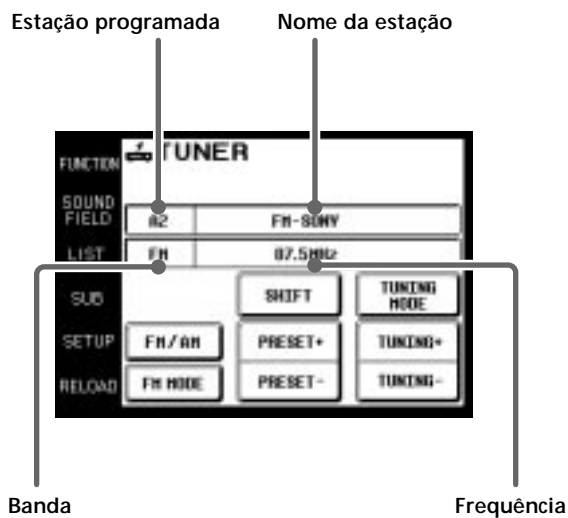 Estação programada
Nome da estação
TUNER
FUNCTION
SOUND
FIELD
A2
FM-SONY
LIST
FM
87.5MHz
SUB
SHIFT
TUNING
MODE
SETUP
FM/AM
PRESET+
TUNING+
RELOAD
FM MODE
PRESET-
TUNING-
Banda
Frequência